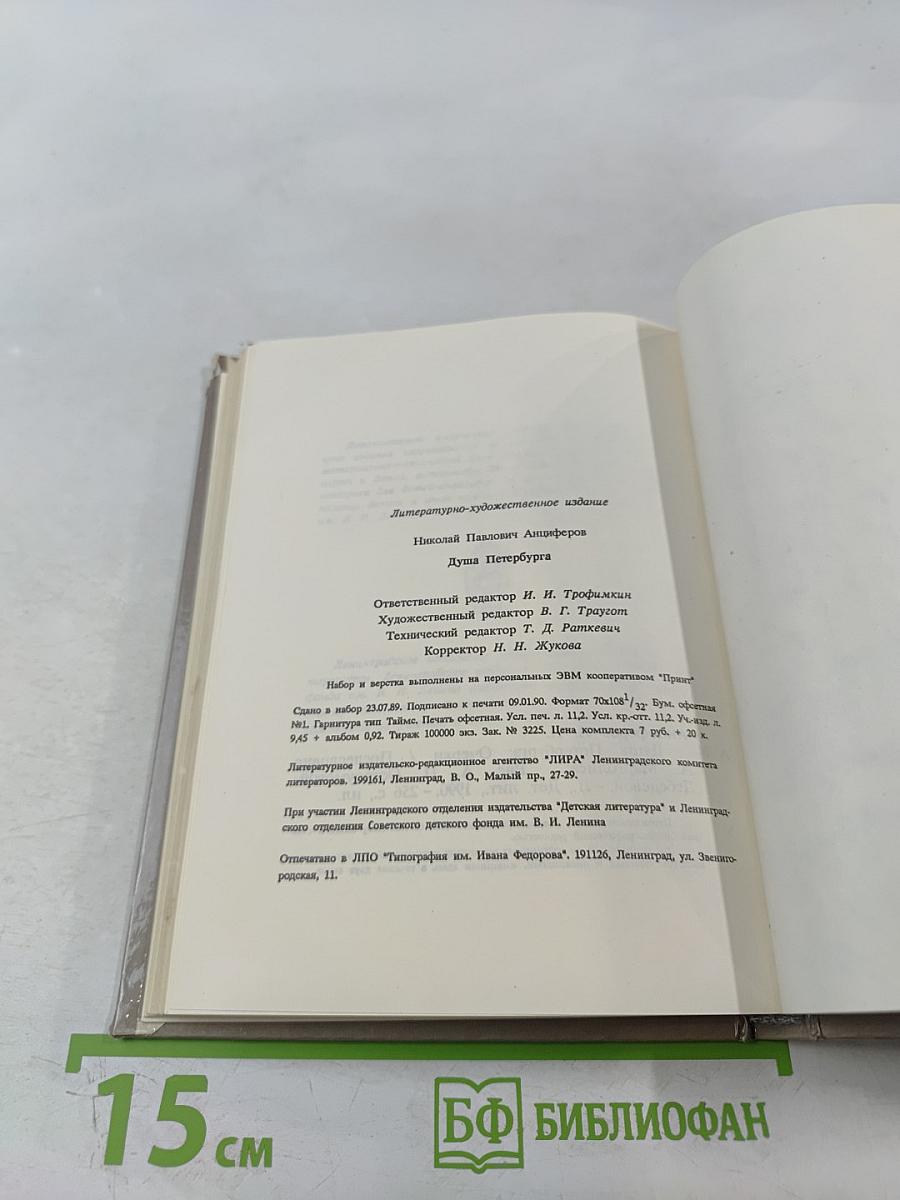 Литературно-художественное издание
Николай Павлович Анциферов
Душа Петербурга
Ответственный редактор И. И. Трофимкин
Художественный редактор В. Г. Траугот
Технический редактор Т. Д. Раткевич
Корректор Н. Н. Жукова
Набор и верстка выполнены на персональных ЭВМ кооперативом "Принт"
Сдано в набор 23.07.89. Подписано к печати 09.01.90. Формат 70x108 1/32. Бум. офсетная
№1. Гарнитура тип Таймс. Печать офсетная. Усл. печ. л. 11,2. Усл. кр.-отт. 11,2. Уч.-изд. л.
9,45 + альбом 0,92. Тираж 100000 экз. Зак. № 3225. Цена комплекта 7 руб. + 20 к.
Литературное издательско-редакционное агентство "ЛИРА" Ленинградского комитета
литераторов. 199161, Ленинград, В. О., Малый пр., 27-29.
При участии Ленинградского отделения издательства "Детская литература" и Ленинград-
ского отделения Советского детского фонда им. В. И. Ленина
Отпечатано в ЛПО "Типография им. Ивана Федорова". 191126, Ленинград, ул. Звениго-
родская, 11.
15 см
БФ БИБЛИОФАН